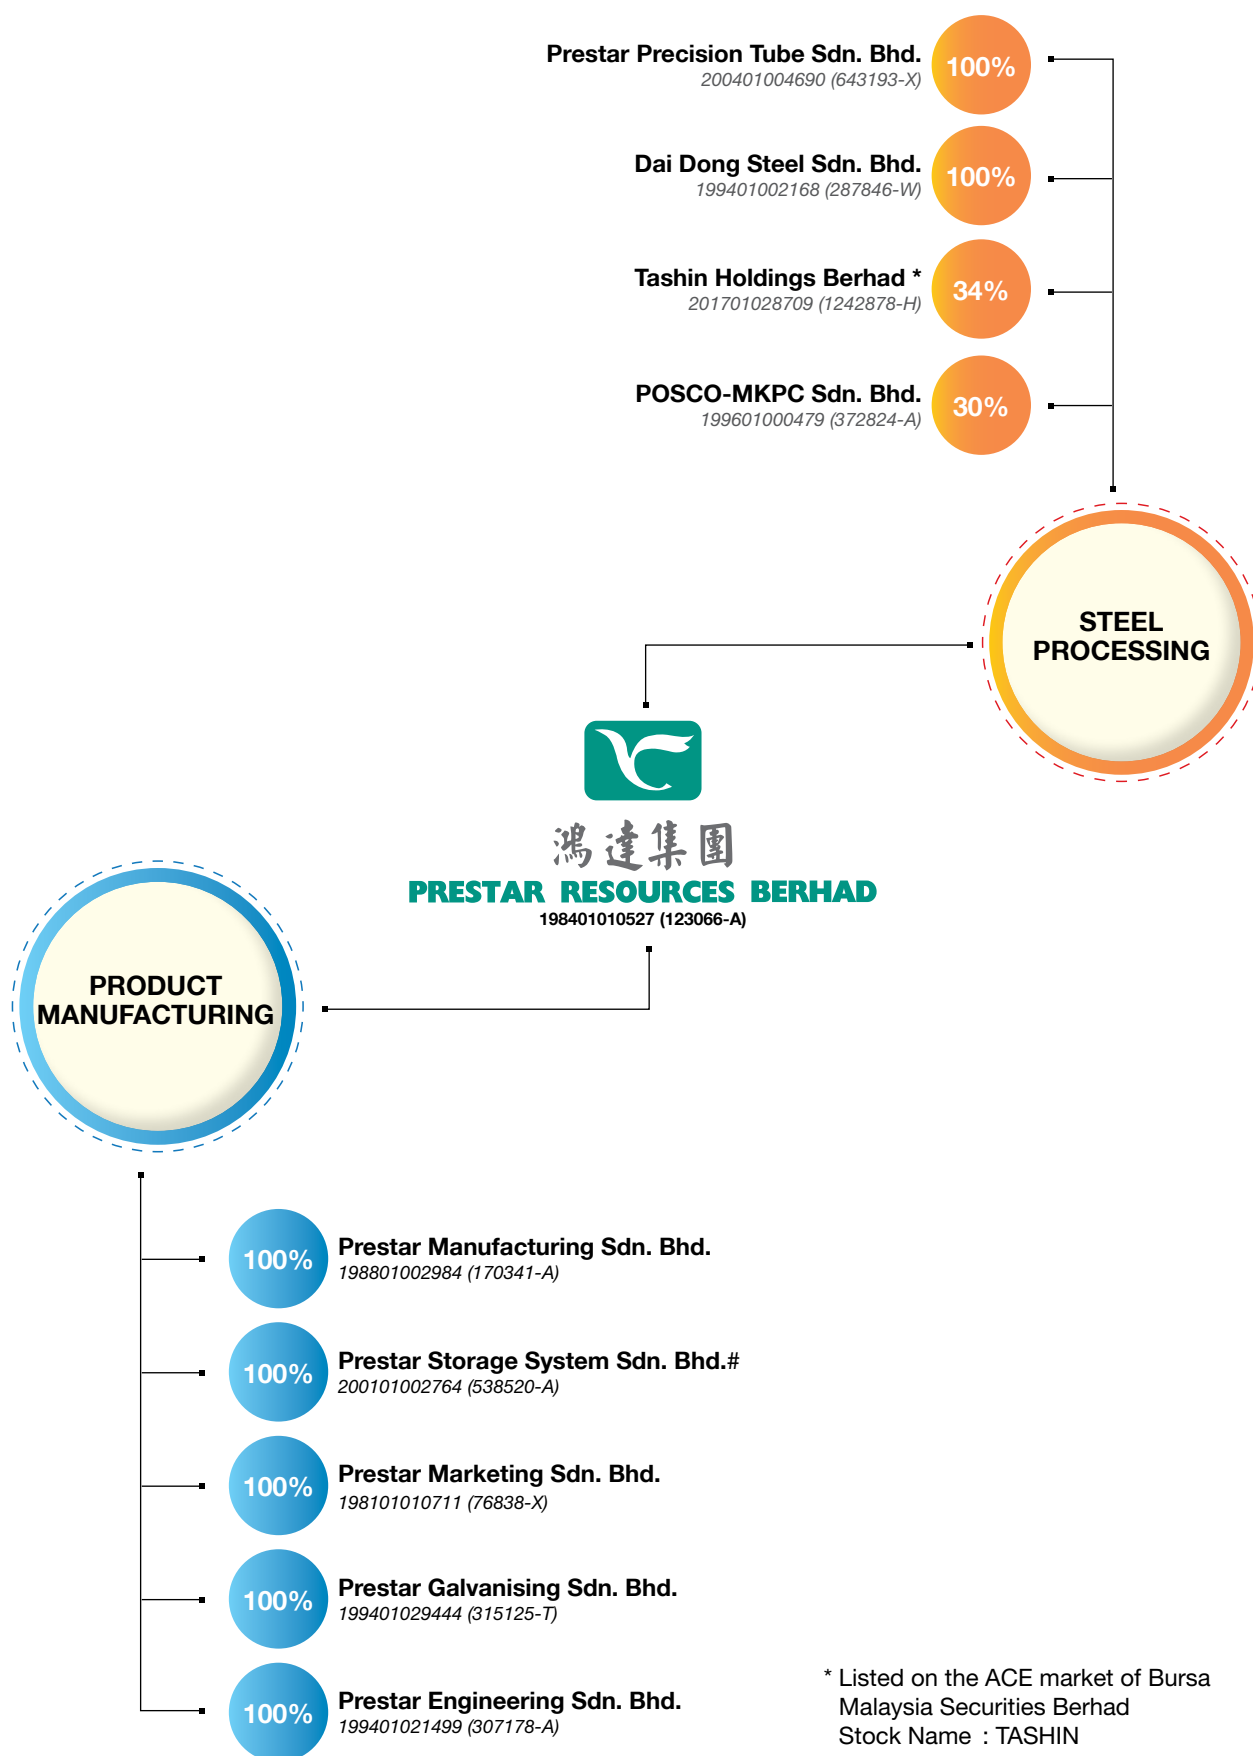 Prestar Precision Tube Sdn. Bhd.
200401004690 (643193-X)
100%
Dai Dong Steel Sdn. Bhd.
199401002168 (287846-W)
100%
Tashin Holdings Berhad *
201701028709 (1242878-H)
34%
POSCO-MKPC Sdn. Bhd.
199601000479 (372824-A)
30%
STEEL
PROCESSING
鴻達集團
PRESTAR RESOURCES BERHAD
198401010527 (123066-A)
PRODUCT
MANUFACTURING
100%
Prestar Manufacturing Sdn. Bhd.
198801002984 (170341-A)
100%
Prestar Storage System Sdn. Bhd.#
200101002764 (538520-A)
100%
Prestar Marketing Sdn. Bhd.
198101010711 (76838-X)
100%
Prestar Galvanising Sdn. Bhd.
199401029444 (315125-T)
100%
Prestar Engineering Sdn. Bhd.
199401021499 (307178-A)
* Listed on the ACE market of Bursa
Malaysia Securities Berhad
Stock Name : TASHIN